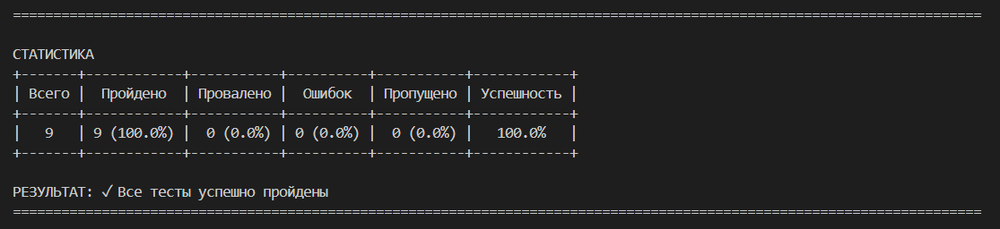 ========================================================================================================================
СТАТИСТИКА
+-------+------------+-----------+----------+-----------+------------+
| Всего |  Пройдено  | Провалено |  Ошибок  | Пропущено | Успешность |
+-------+------------+-----------+----------+-----------+------------+
|   9   | 9 (100.0%) |  0 (0.0%) | 0 (0.0%) |  0 (0.0%) |   100.0%   |
+-------+------------+-----------+----------+-----------+------------+
РЕЗУЛЬТАТ: ✓ Все тесты успешно пройдены
========================================================================================================================